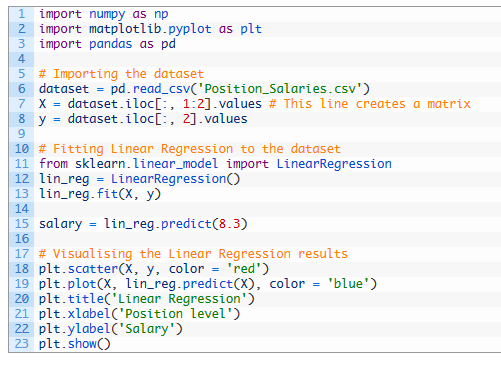 1 import numpy as np
2 import matplotlib.pyplot as plt
3 import pandas as pd
4
5 # Importing the dataset
6 dataset = pd.read_csv('Position_Salaries.csv')
7 X = dataset.iloc[:, 1:2].values # This line creates a matrix
8 y = dataset.iloc[:, 2].values
9
10 # Fitting Linear Regression to the dataset
11 from sklearn.linear_model import LinearRegression
12 lin_reg = LinearRegression()
13 lin_reg.fit(X, y)
14
15 salary = lin_reg.predict(8.3)
16
17 # Visualising the Linear Regression results
18 plt.scatter(X, y, color = 'red')
19 plt.plot(X, lin_reg.predict(X), color = 'blue')
20 plt.title('Linear Regression')
21 plt.xlabel('Position level')
22 plt.ylabel('Salary')
23 plt.show()